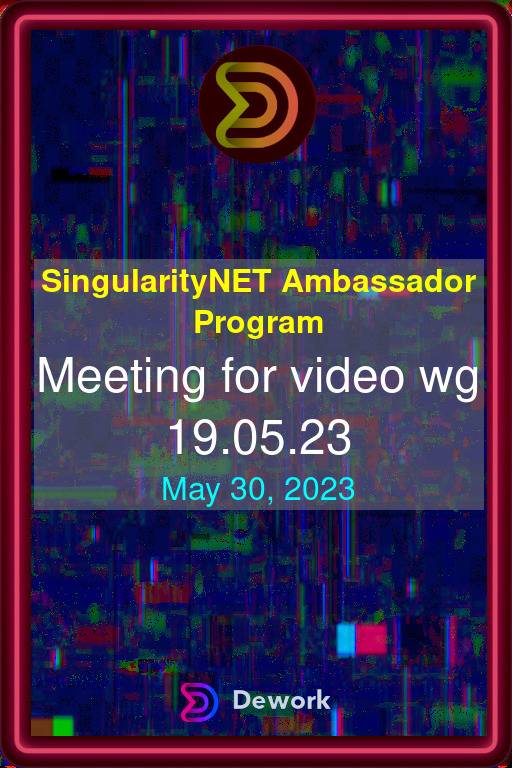 SingularityNET Ambassador
Program
Meeting for video wg
19.05.23
May 30, 2023
Dework